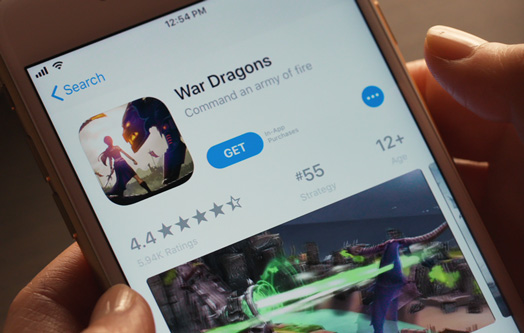 12:54 PM
Search
War Dragons
Command an army of fire
GET
In-App
Purchases
4.4
5.94K Ratings
#55
Strategy
12+
Age